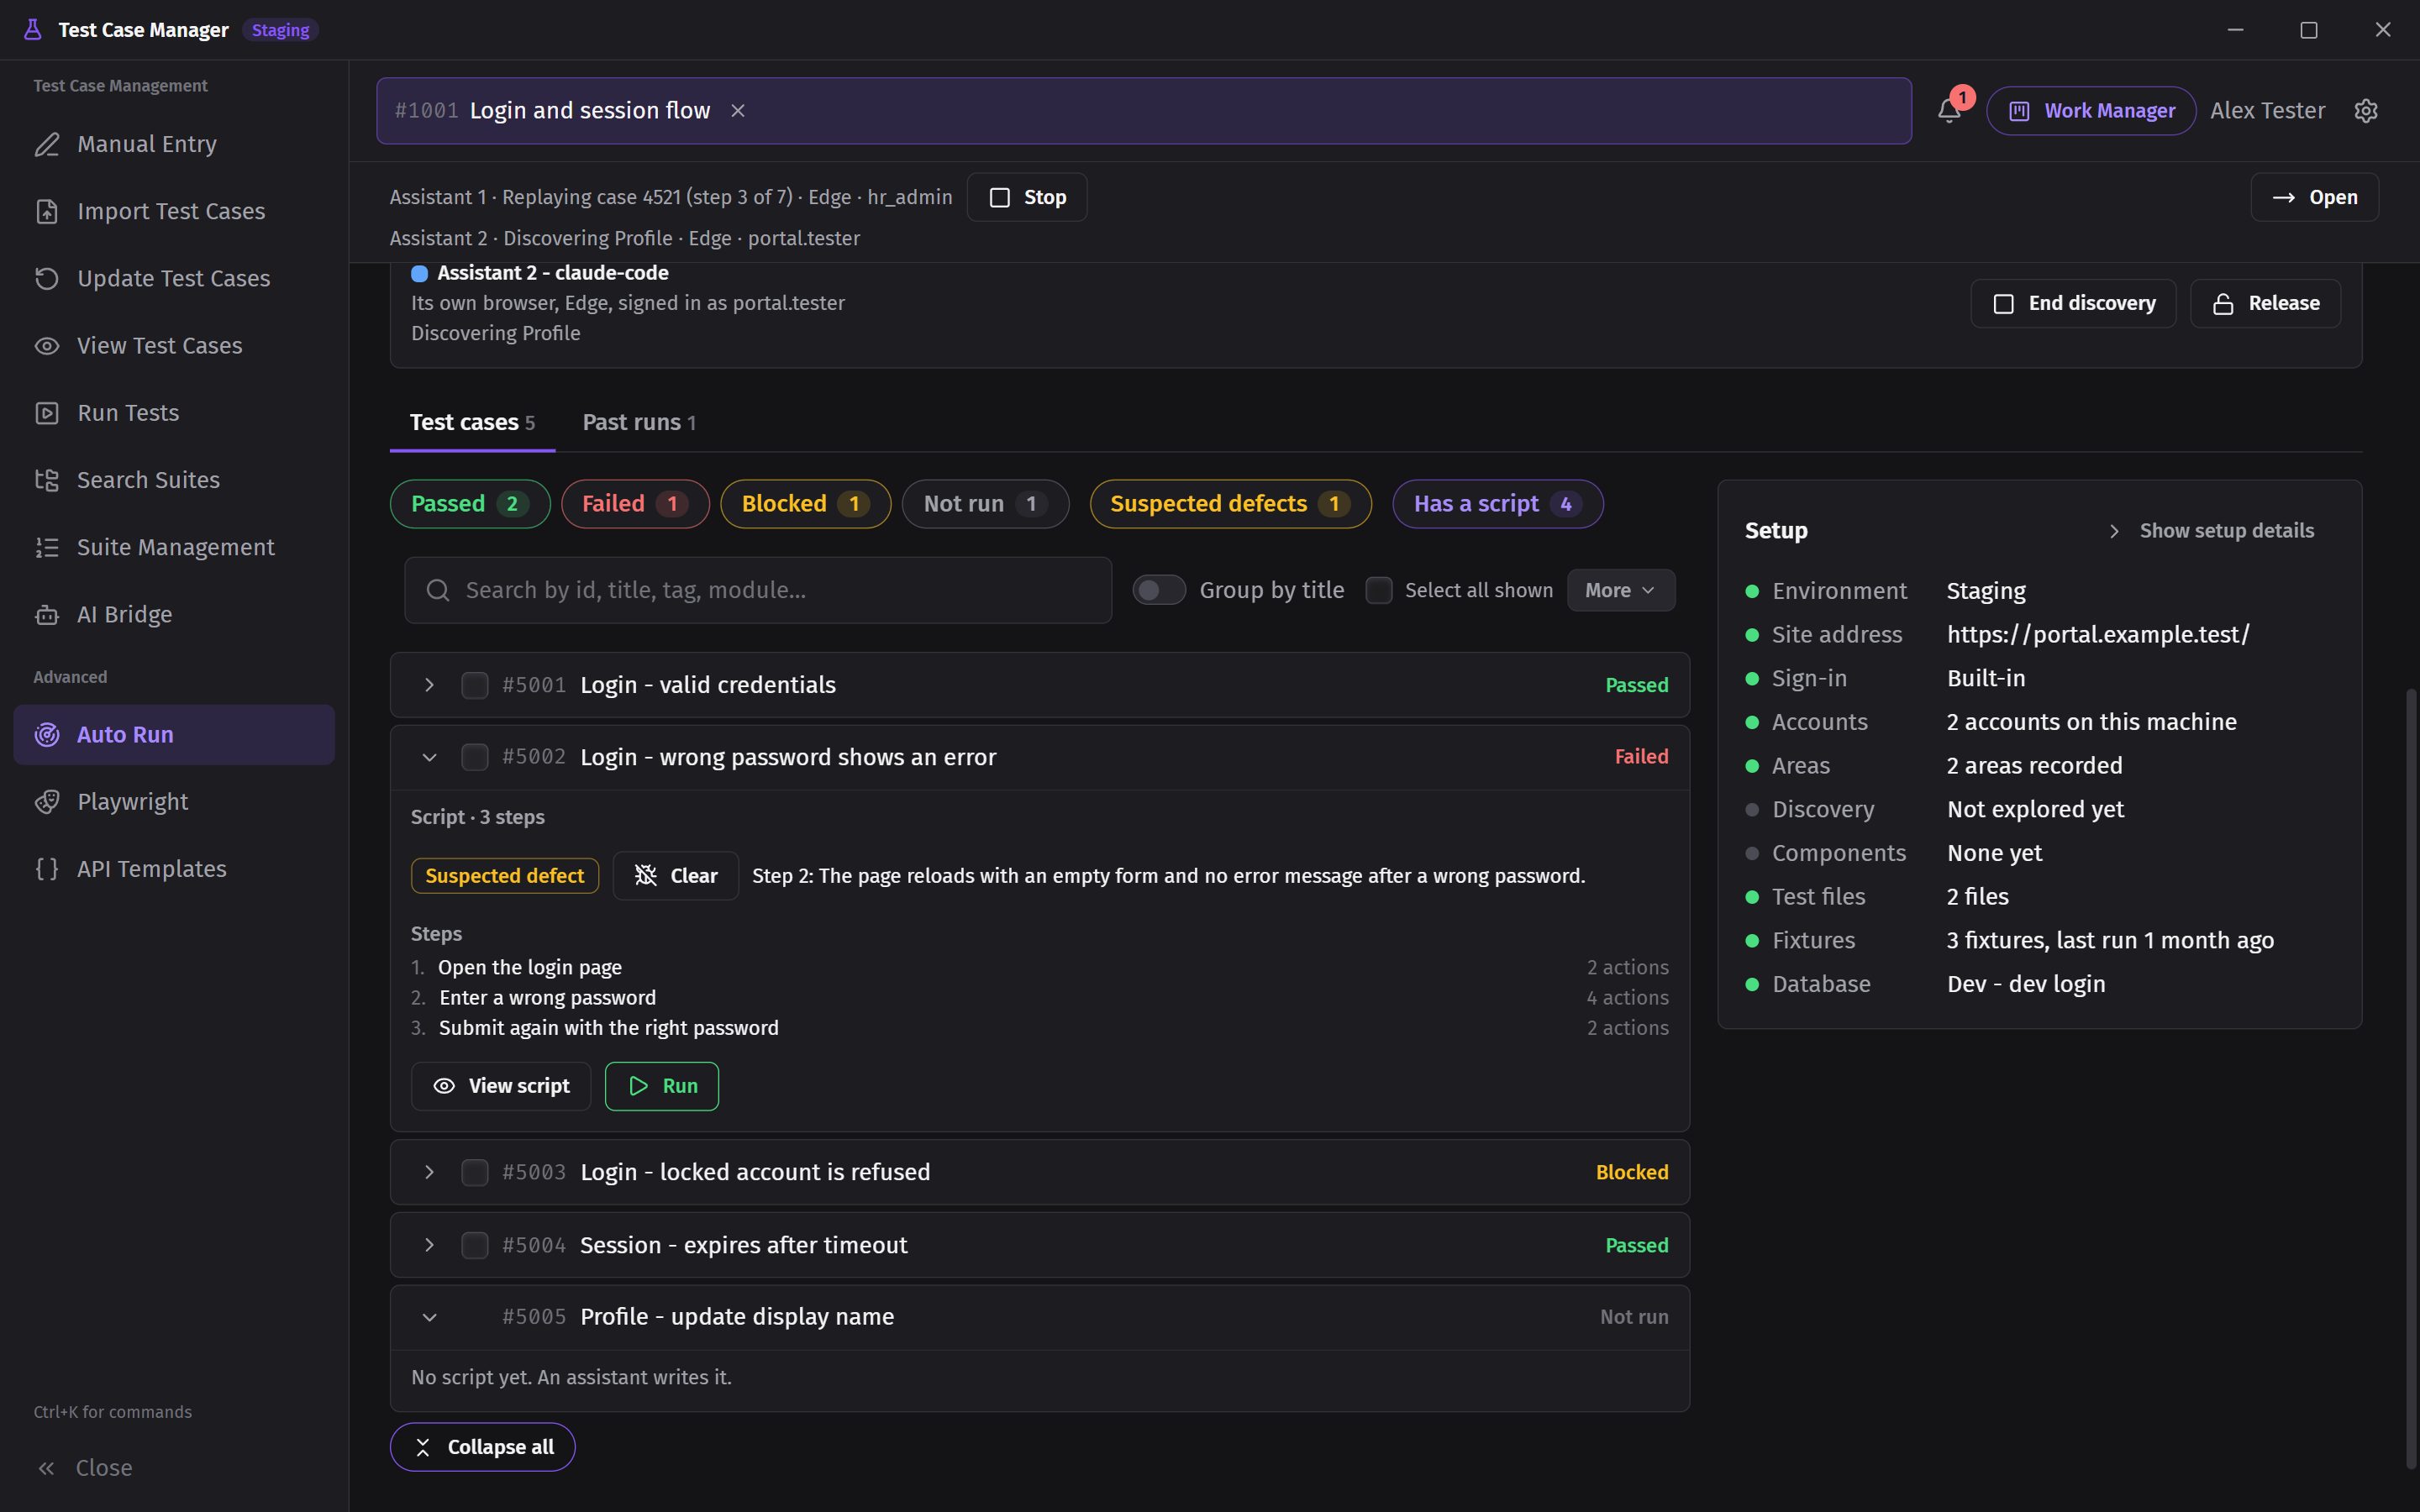 Test Case Manager Staging
Test Case Management
Manual Entry
Import Test Cases
Update Test Cases
View Test Cases
Run Tests
Search Suites
Suite Management
AI Bridge
Advanced
Auto Run
Playwright
API Templates
Ctrl+K for commands
Close
#1001 Login and session flow
1
Work Manager
Alex Tester
Assistant 1 · Replaying case 4521 (step 3 of 7) · Edge · hr_admin Stop
Open
Assistant 2 · Discovering Profile · Edge · portal.tester
Assistant 2 - claude-code
Its own browser, Edge, signed in as portal.tester
Discovering Profile
End discovery Release
Test cases 5 Past runs 1
Passed 2 Failed 1 Blocked 1 Not run 1 Suspected defects 1 Has a script 4
Search by id, title, tag, module...
Group by title Select all shown More
#5001 Login - valid credentials Passed
#5002 Login - wrong password shows an error Failed
Script · 3 steps
Suspected defect Clear Step 2: The page reloads with an empty form and no error message after a wrong password.
Steps
1. Open the login page 2 actions
2. Enter a wrong password 4 actions
3. Submit again with the right password 2 actions
View script Run
#5003 Login - locked account is refused Blocked
#5004 Session - expires after timeout Passed
#5005 Profile - update display name Not run
No script yet. An assistant writes it.
Collapse all
Setup Show setup details
Environment Staging
Site address https://portal.example.test/
Sign-in Built-in
Accounts 2 accounts on this machine
Areas 2 areas recorded
Discovery Not explored yet
Components None yet
Test files 2 files
Fixtures 3 fixtures, last run 1 month ago
Database Dev - dev login